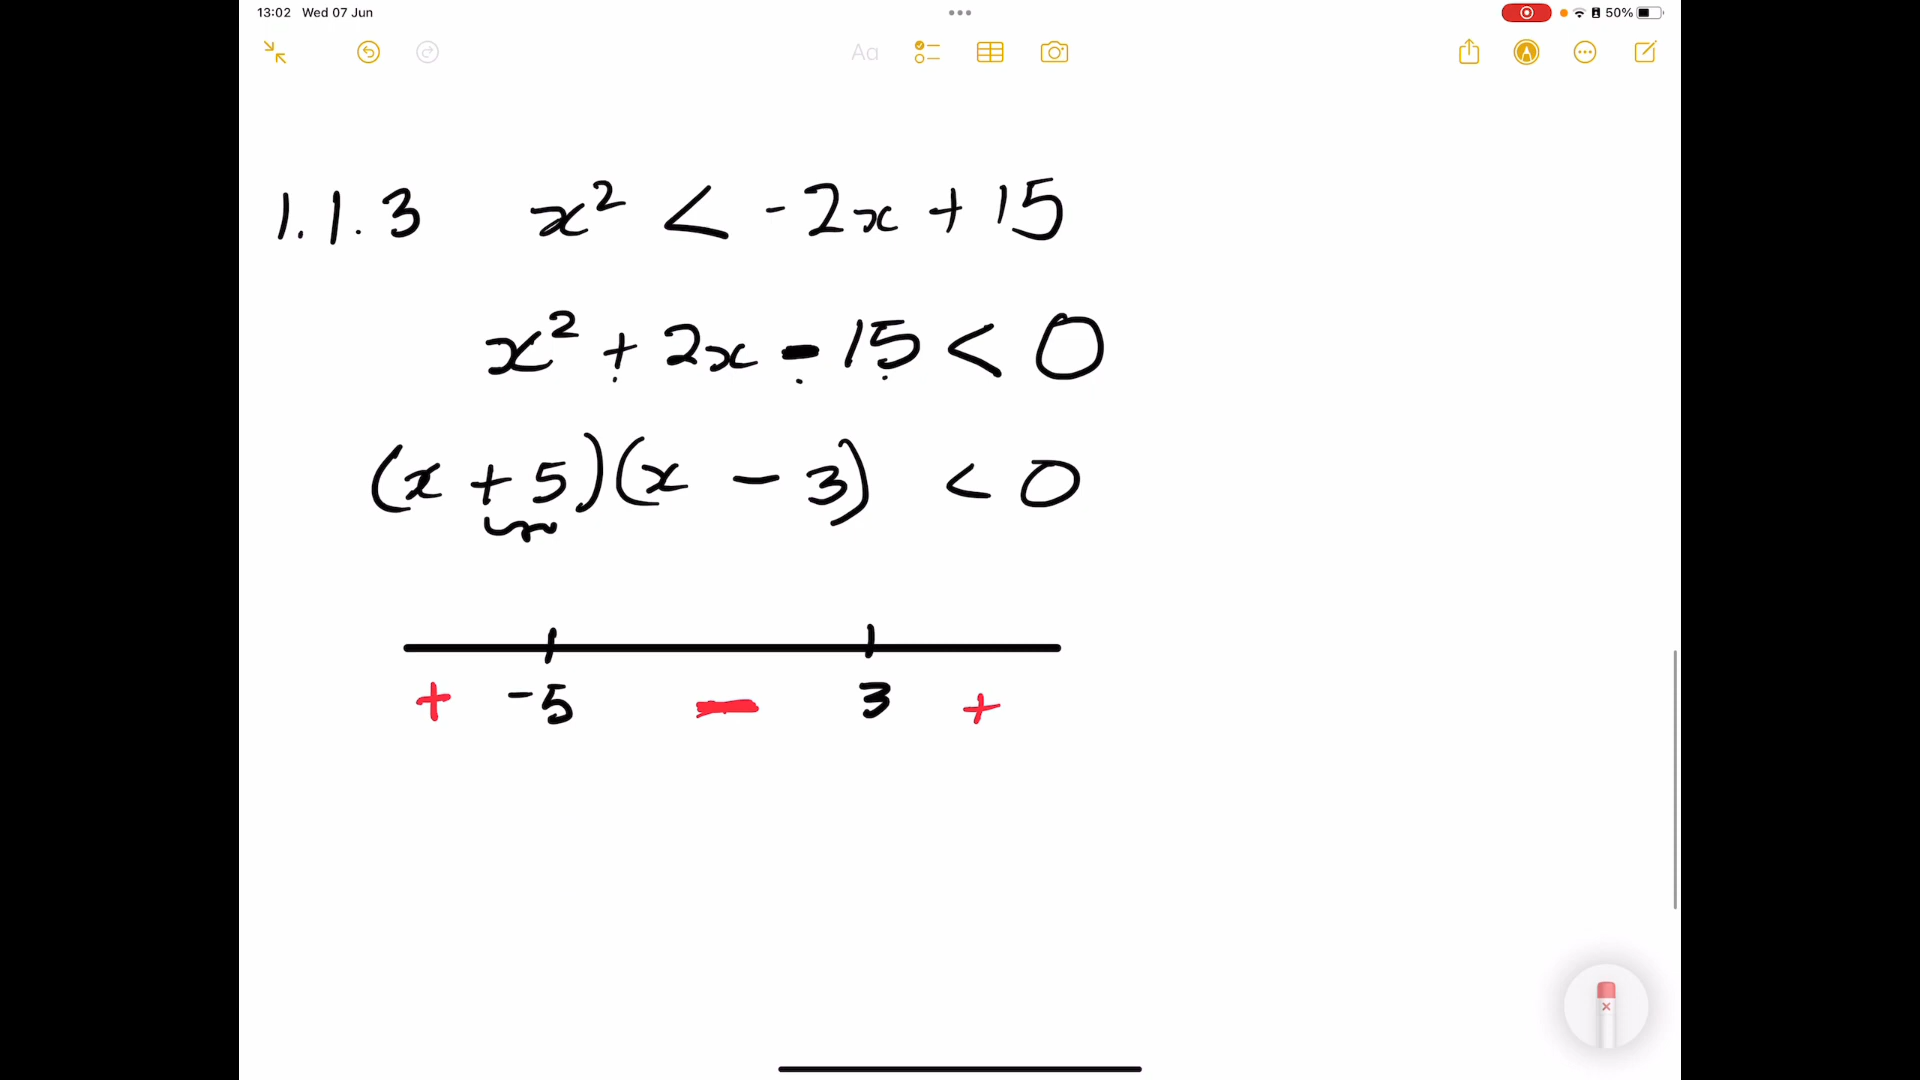 13:02 Wed 07 Jun
50%
Aa
1.1.3 x² < -2x + 15
x² + 2x - 15 < 0
(x + 5)(x - 3) < 0
+ -5 - 3 +